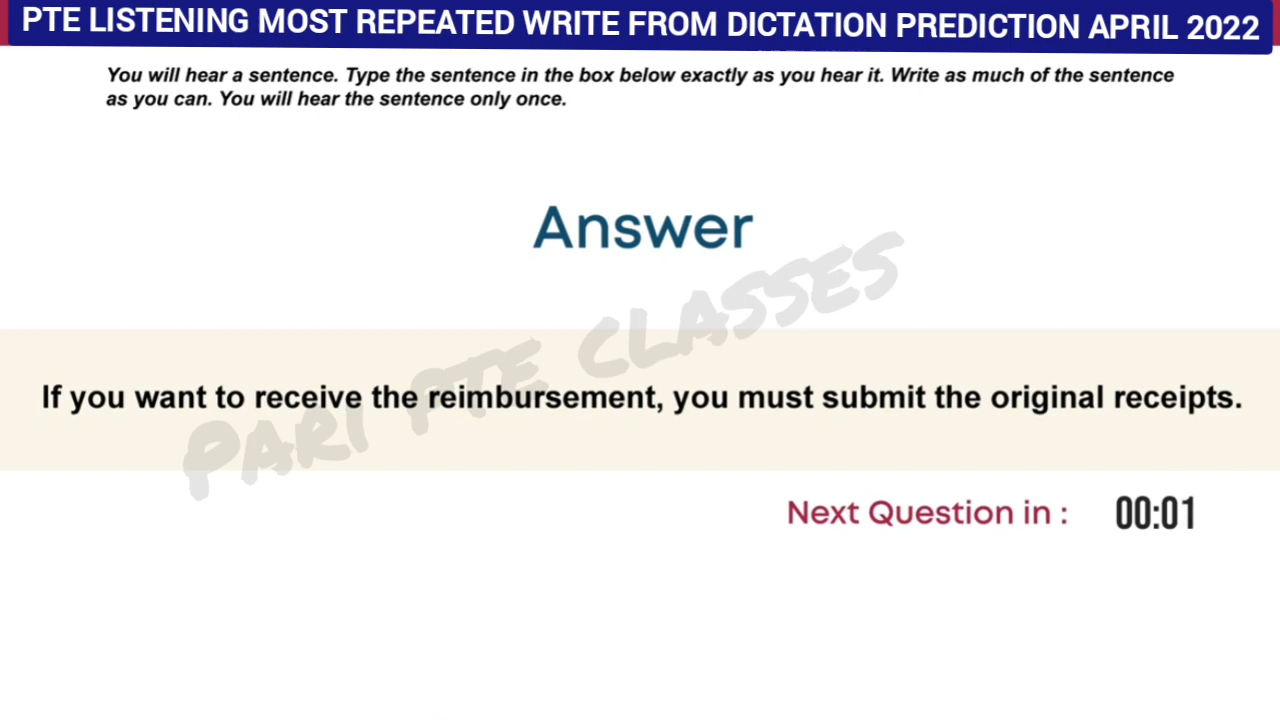 PTE LISTENING MOST REPEATED WRITE FROM DICTATION PREDICTION APRIL 2022
You will hear a sentence. Type the sentence in the box below exactly as you hear it. Write as much of the sentence
as you can. You will hear the sentence only once.
Answer
PARI PTE CLASSES
If you want to receive the reimbursement, you must submit the original receipts.
Next Question in : 00:01